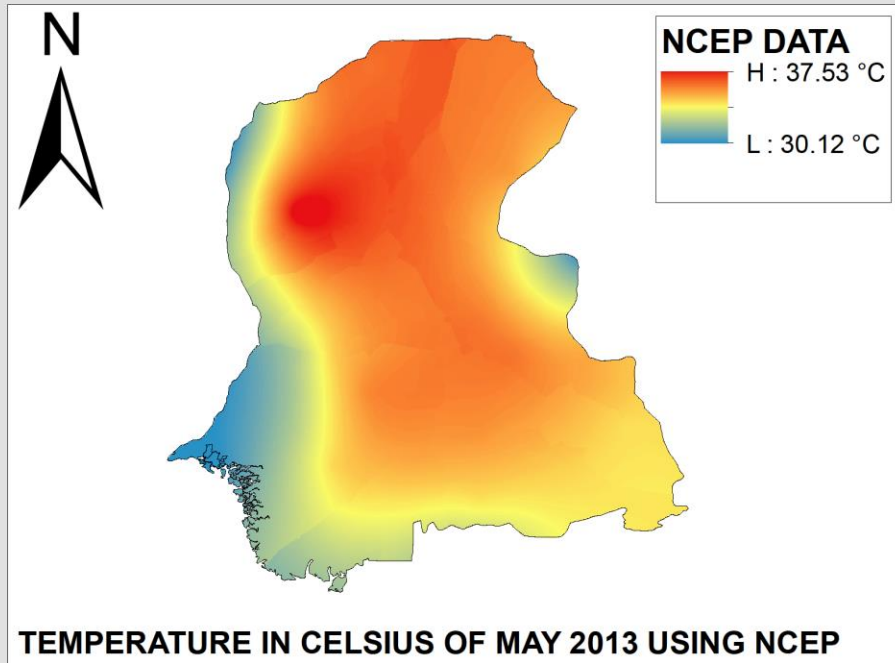 N
NCEP DATA
H : 37.53 °C
L : 30.12 °C
TEMPERATURE IN CELSIUS OF MAY 2013 USING NCEP